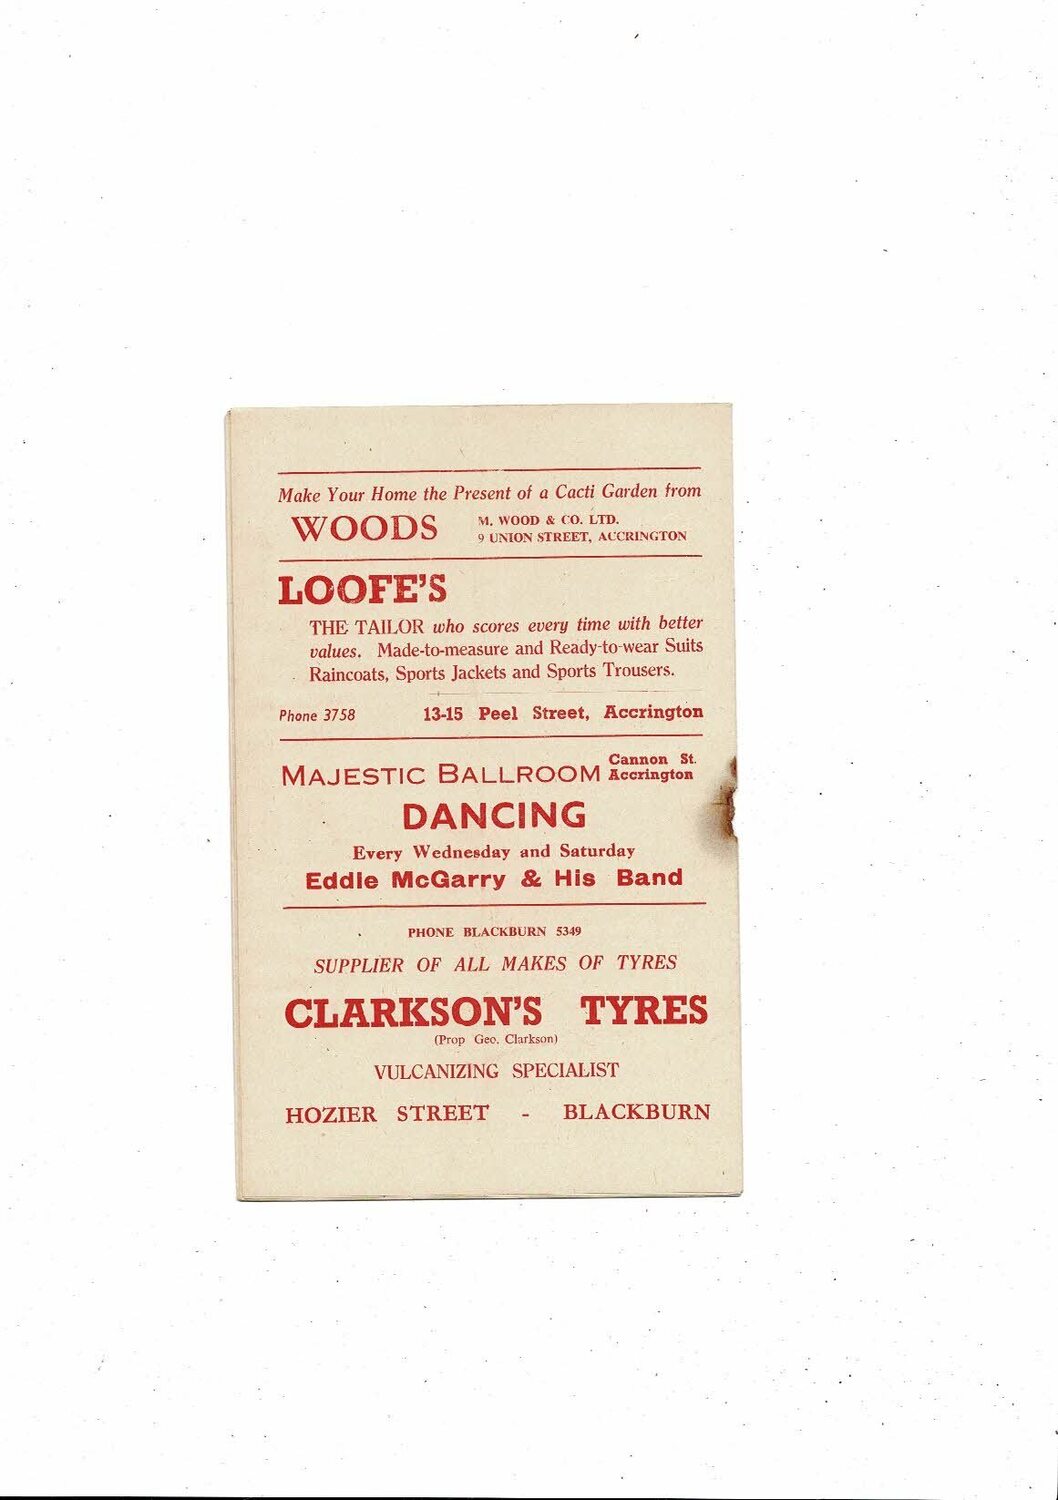 Make Your Home the Present of a Cacti Garden from
WOODS
M. WOOD & CO. LTD.
9 UNION STREET, ACCRINGTON
LOOFE'S
THE TAILOR who scores every time with better
values. Made-to-measure and Ready-to-wear Suits
Raincoats, Sports Jackets and Sports Trousers.
Phone 3758 13-15 Peel Street, Accrington
MAJESTIC BALLROOM
Cannon St.
Accrington
DANCING
Every Wednesday and Saturday
Eddie McGarry & His Band
PHONE BLACKBURN 5349
SUPPLIER OF ALL MAKES OF TYRES
CLARKSON'S TYRES
(Prop Geo. Clarkson)
VULCANIZING SPECIALIST
HOZIER STREET - BLACKBURN